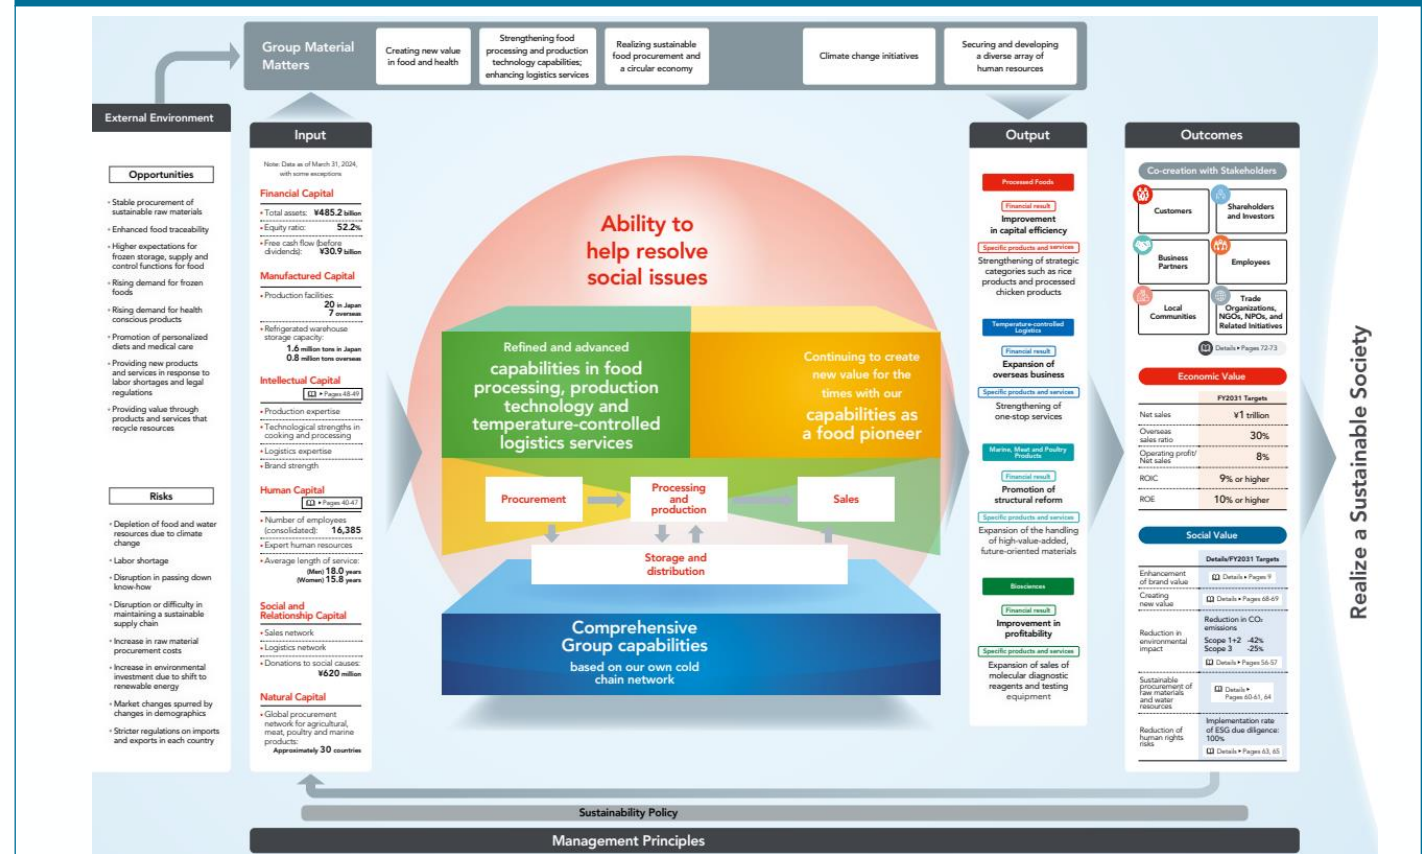 Group Material
Matters
Creating new value
in food and health
Strengthening food
processing and production
technology capabilities;
enhancing logistics services
Realizing sustainable
food procurement and
a circular economy
Climate change initiatives
Securing and developing
a diverse array of
human resources
External Environment
Opportunities
• Stable procurement of
sustainable raw materials
• Enhanced food traceability
• Higher expectations for
frozen storage, supply and
control functions for food
• Rising demand for frozen
foods
• Rising demand for health
conscious products
• Promotion of personalized
diets and medical care
• Providing new products
and services in response to
labor shortages and legal
regulations
• Providing value through
products and services that
recycle resources
Risks
• Depletion of food and water
resources due to climate
change
• Labor shortage
• Disruption in passing down
know-how
• Disruption or difficulty in
maintaining a sustainable
supply chain
• Increase in raw material
procurement costs
• Increase in environmental
investment due to shift to
renewable energy
• Market changes spurred by
changes in demographics
• Stricter regulations on imports
and exports in each country
Input
Note: Data as of March 31, 2024,
with some exceptions
Financial Capital
• Total assets: ¥485.2 billion
• Equity ratio: 52.2%
• Free cash flow (before
dividends): ¥30.9 billion
Manufactured Capital
• Production facilities:
20 in Japan
7 overseas
• Refrigerated warehouse
storage capacity:
1.6 million tons in Japan
0.8 million tons overseas
Intellectual Capital
Pages 48-49
• Production expertise
• Technological strengths in
cooking and processing
• Logistics expertise
• Brand strength
Human Capital
Pages 40-47
• Number of employees
(consolidated): 16,385
• Expert human resources
• Average length of service:
(Men) 18.0 years
(Women) 15.8 years
Social and
Relationship Capital
• Sales network
• Logistics network
• Donations to social causes:
¥620 million
Natural Capital
• Global procurement
network for agricultural,
meat, poultry and marine
products:
Approximately 30 countries
Ability to
help resolve
social issues
Refined and advanced
capabilities in food
processing, production
technology and
temperature-controlled
logistics services
Continuing to create
new value for the
times with our
capabilities as
a food pioneer
Procurement
Processing
and
production
Sales
Storage and
distribution
Comprehensive
Group capabilities
based on our own cold
chain network
Output
Processed Foods
Financial result
Improvement
in capital efficiency
Specific products and services
Strengthening of strategic
categories such as rice
products and processed
chicken products
Temperature-controlled
Logistics
Financial result
Expansion of
overseas business
Specific products and services
Strengthening of
one-stop services
Marine, Meat and Poultry
Products
Financial result
Promotion of
structural reform
Specific products and services
Expansion of the handling
of high-value-added,
future-oriented materials
Biosciences
Financial result
Improvement in
profitability
Specific products and services
Expansion of sales of
molecular diagnostic
reagents and testing
equipment
Outcomes
Co-creation with Stakeholders
Customers
Shareholders
and Investors
Business
Partners
Employees
Local
Communities
Trade
Organizations,
NGOs, NPOs, and
Related Initiatives
Details ▸ Pages 72-73
Economic Value
FY2031 Targets
Net sales ¥1 trillion
Overseas
sales ratio 30%
Operating profit/
Net sales 8%
ROIC 9% or higher
ROE 10% or higher
Social Value
Details/FY2031 Targets
Enhancement
of brand value Details ▸ Pages 9
Creating
new value Details ▸ Pages 68-69
Reduction in
environmental
impact
Reduction in CO₂
emissions
Scope 1+2 -42%
Scope 3 -25%
Details ▸ Pages 56-57
Sustainable
procurement of
raw materials
and water
resources
Details ▸
Pages 60-61, 64
Reduction of
human rights
risks
Implementation rate
of ESG due diligence:
100%
Details ▸ Pages 63, 65
Realize a Sustainable Society
Sustainability Policy
Management Principles